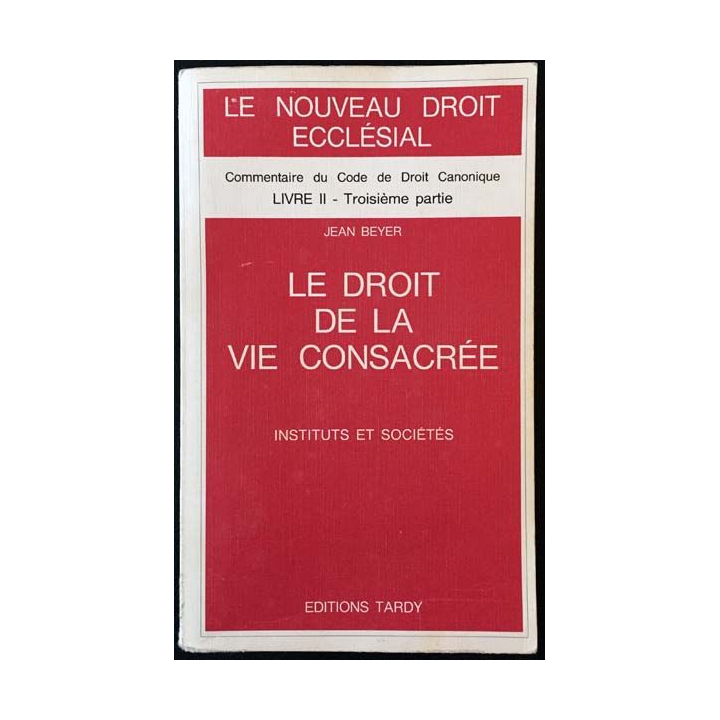 LE NOUVEAU DROIT
ECCLÉSIAL
Commentaire du Code de Droit Canonique
LIVRE II - Troisième partie
JEAN BEYER
LE DROIT
DE LA
VIE CONSACRÉE
INSTITUTS ET SOCIÉTÉS
EDITIONS TARDY